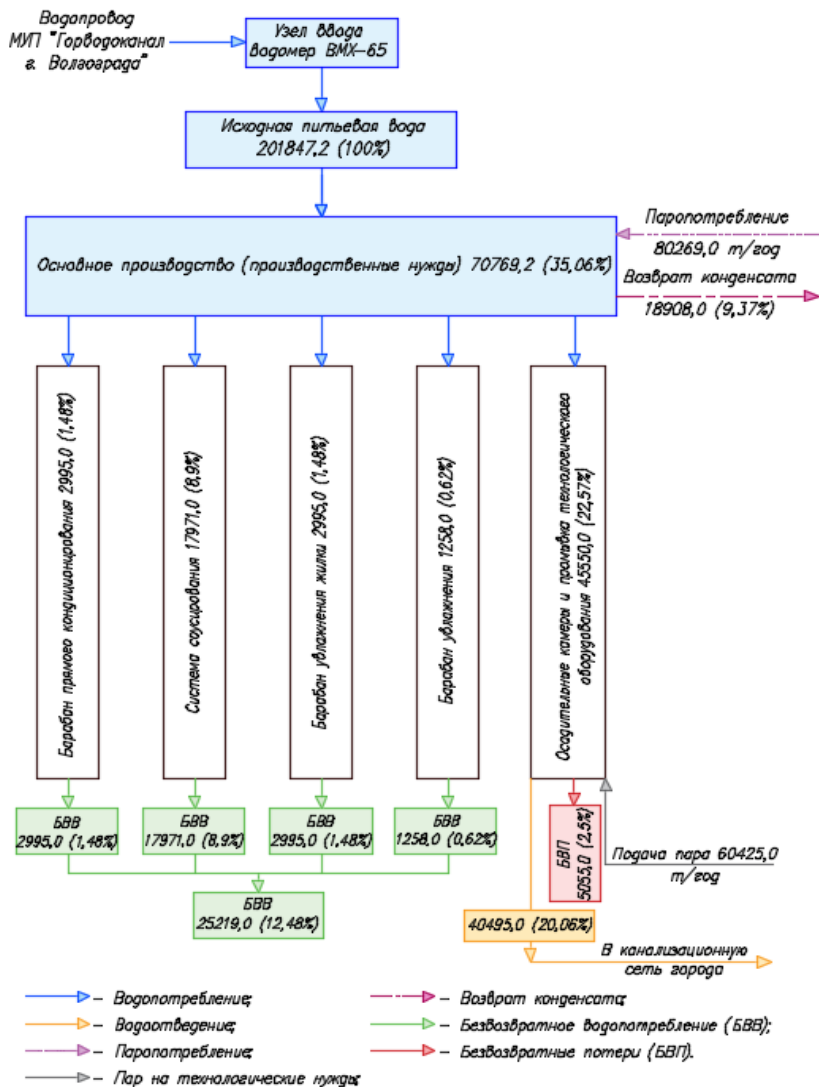 Водопровод
МУП "Горводоканал
г. Волгограда"
Узел ввода
водомер ВМХ-65
Исходная питьевая вода
201847,2 (100%)
Основное производство (производственные нужды) 70769,2 (35,06%)
Паропотребление
80269,0 т/год
Возврат конденсата
18908,0 (9,37%)
Барабан прямого кондиционирования 2995,0 (1,48%)
Система соусирования 17971,0 (8,9%)
Барабан увлажнения жилки 2995,0 (1,48%)
Барабан увлажнения 1258,0 (0,62%)
Осадительные камеры и промывка технологического
оборудования 45550,0 (22,57%)
БВВ
2995,0 (1,48%)
БВВ
17971,0 (8,9%)
БВВ
2995,0 (1,48%)
БВВ
1258,0 (0,62%)
БВП
5055,0 (2,5%)
Подача пара 60425,0
т/год
БВВ
25219,0 (12,48%)
40495,0 (20,06%)
В канализационную
сеть города
– Водопотребление;
– Водоотведение;
– Паропотребление;
– Пар на технологические нужды;
– Возврат конденсата;
– Безвозвратное водопотребление (БВВ);
– Безвозвратные потери (БВП).